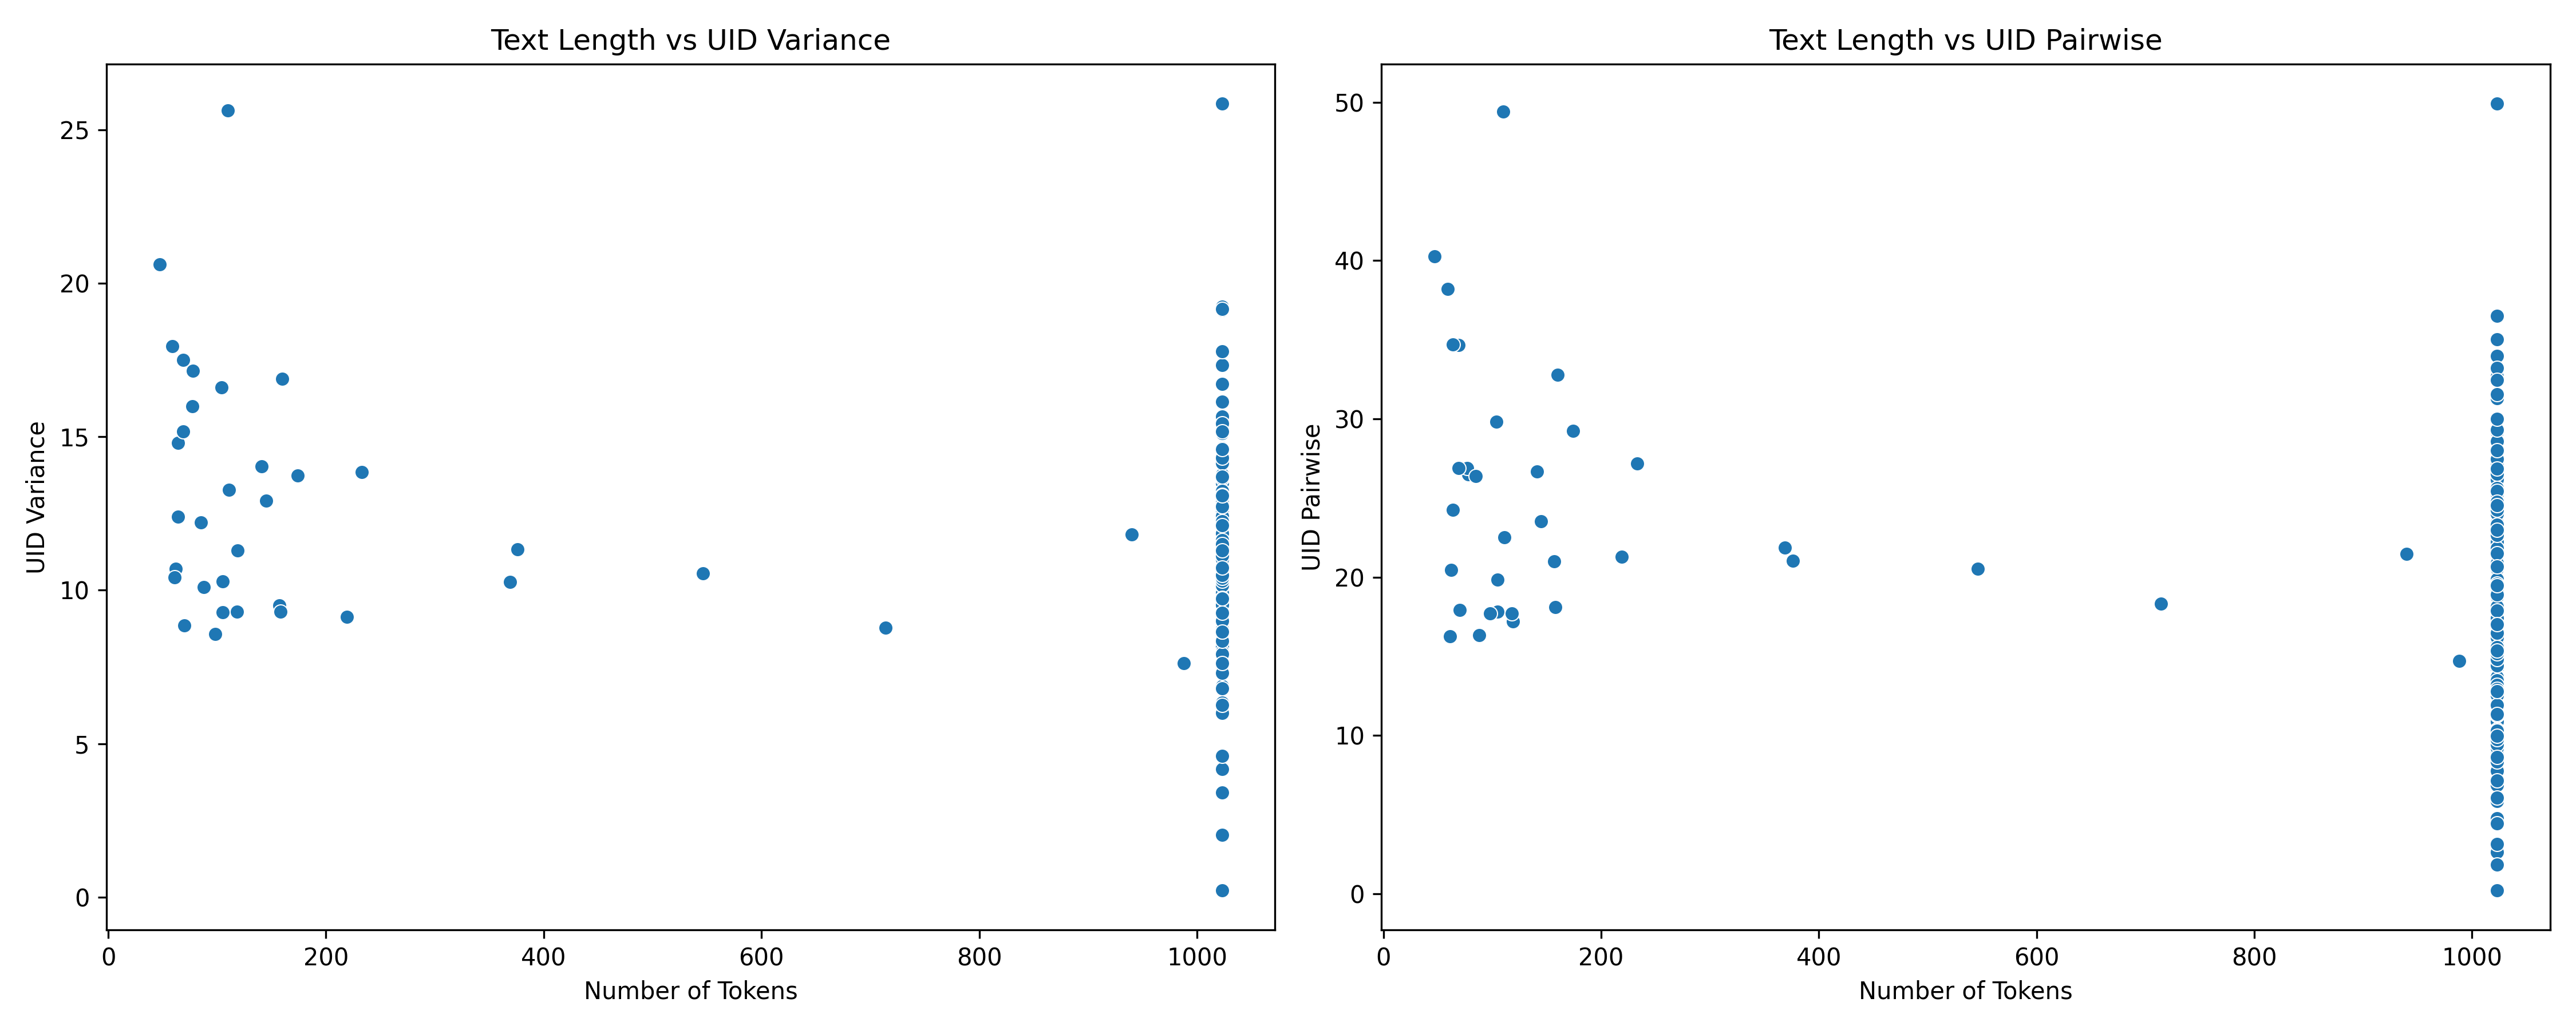 Text Length vs UID Variance
UID Variance
25
20
15
10
5
0
0 200 400 600 800 1000
Number of Tokens
Text Length vs UID Pairwise
UID Pairwise
50
40
30
20
10
0
0 200 400 600 800 1000
Number of Tokens